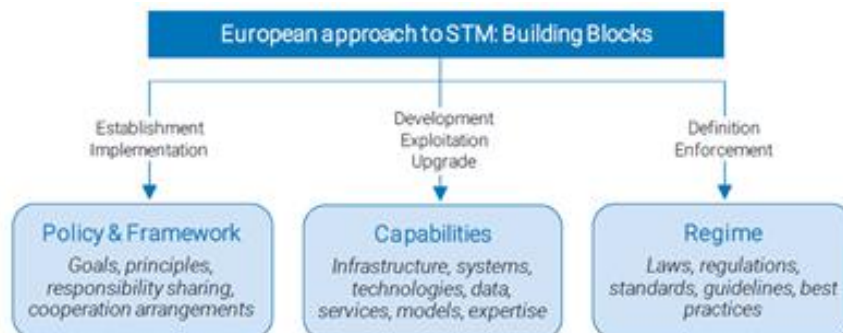 European approach to STM: Building Blocks
Establishment
Implementation
Development
Exploitation
Upgrade
Definition
Enforcement
Policy & Framework
Goals, principles,
responsibility sharing,
cooperation arrangements
Capabilities
Infrastructure, systems,
technologies, data,
services, models, expertise
Regime
Laws, regulations,
standards, guidelines, best
practices